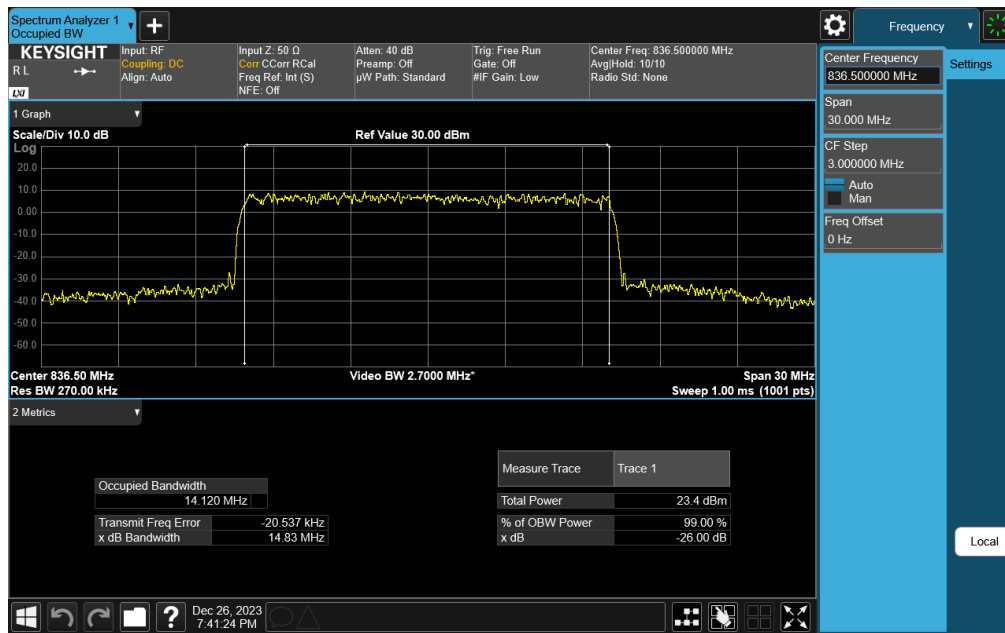 Spectrum Analyzer 1
Occupied BW
Frequency
KEYSIGHT
R L
LXI
Input: RF
Coupling: DC
Align: Auto
Input Z: 50 Ω
Corr CCorr RCal
Freq Ref: Int (S)
NFE: Off
Atten: 40 dB
Preamp: Off
µW Path: Standard
Trig: Free Run
Gate: Off
#IF Gain: Low
Center Freq: 836.500000 MHz
Avg|Hold: 10/10
Radio Std: None
Center Frequency
836.500000 MHz
Settings
Span
30.000 MHz
CF Step
3.000000 MHz
Auto
Man
Freq Offset
0 Hz
1 Graph
Scale/Div 10.0 dB
Ref Value 30.00 dBm
Log
20.0
10.0
0.00
-10.0
-20.0
-30.0
-40.0
-50.0
-60.0
Center 836.50 MHz
Video BW 2.7000 MHz*
Span 30 MHz
Res BW 270.00 kHz
Sweep 1.00 ms (1001 pts)
2 Metrics
Occupied Bandwidth
14.120 MHz
Transmit Freq Error -20.537 kHz
x dB Bandwidth 14.83 MHz
Measure Trace Trace 1
Total Power 23.4 dBm
% of OBW Power 99.00 %
x dB -26.00 dB
Local
?
Dec 26, 2023
7:41:24 PM